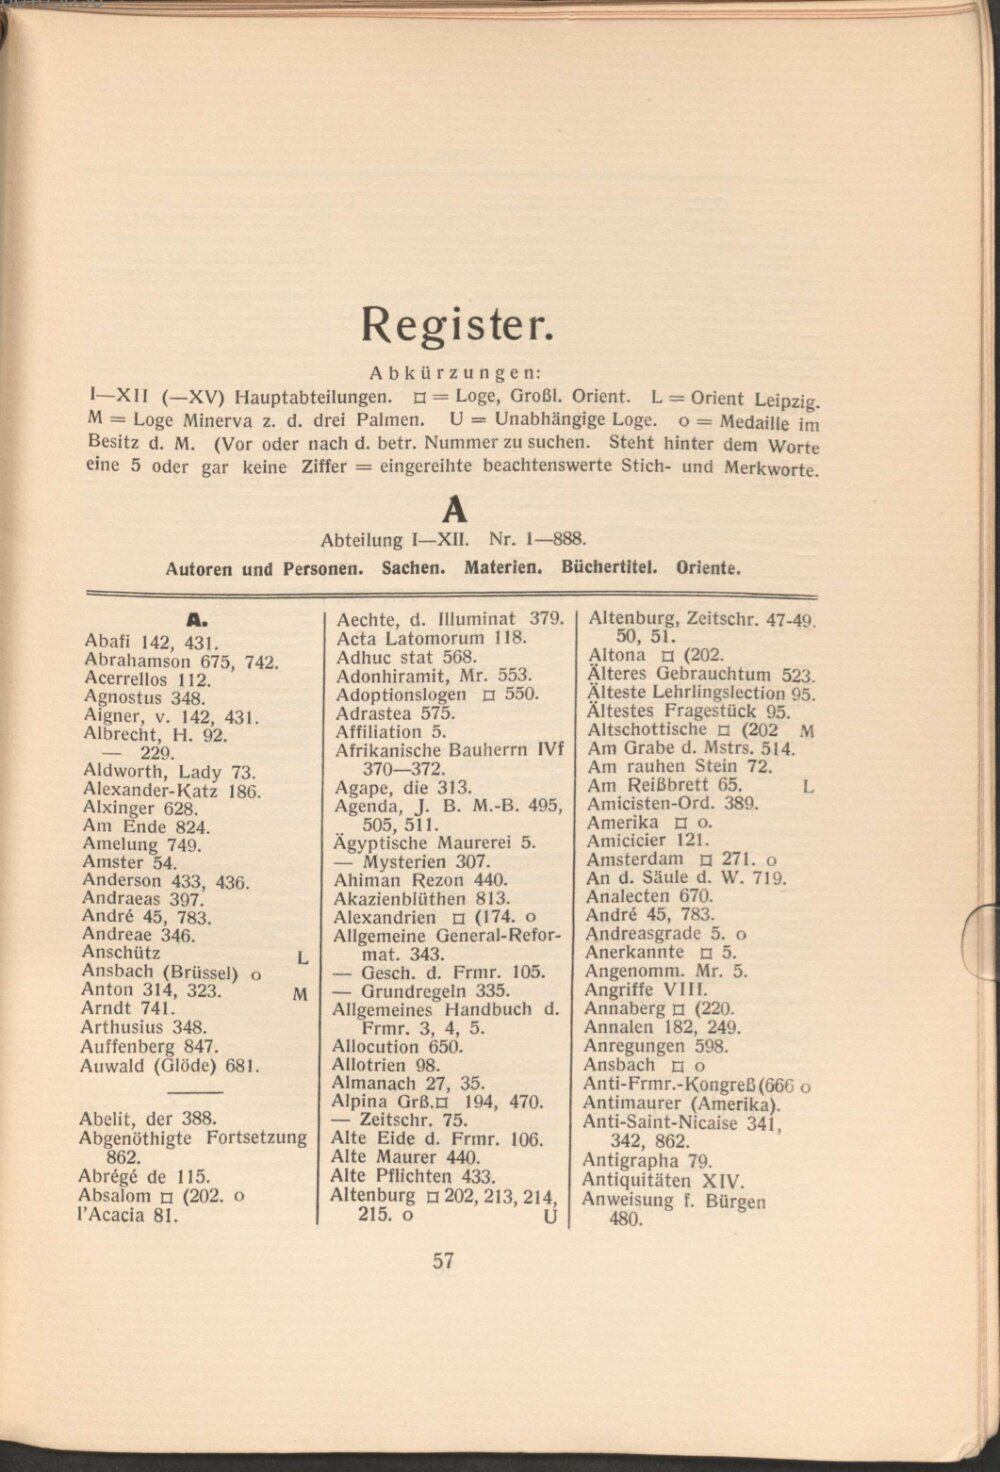 Register.
Abkürzungen:
I—XII (—XV) Hauptabteilungen. □ = Loge, Großl. Orient. L = Orient Leipzig.
M = Loge Minerva z. d. drei Palmen. U = Unabhängige Loge. o = Medaille im
Besitz d. M. (Vor oder nach d. betr. Nummer zu suchen. Steht hinter dem Worte
eine 5 oder gar keine Ziffer = eingereihte beachtenswerte Stich- und Merkworte.
A
Abteilung I—XII. Nr. 1—888.
Autoren und Personen. Sachen. Materien. Büchertitel. Oriente.
A.
Abafi 142, 431.
Abrahamson 675, 742.
Acerrellos 112.
Agnostus 348.
Aigner, v. 142, 431.
Albrecht, H. 92.
— 229.
Aldworth, Lady 73.
Alexander-Katz 186.
Alxinger 628.
Am Ende 824.
Amelung 749.
Amster 54.
Anderson 433, 436.
Andraeas 397.
André 45, 783.
Andreae 346.
Anschütz L
Ansbach (Brüssel) o
Anton 314, 323. M
Arndt 741.
Arthusius 348.
Auffenberg 847.
Auwald (Glöde) 681.
Abelit, der 388.
Abgenöthigte Fortsetzung
862.
Abrégé de 115.
Absalom □ (202. o
l'Acacia 81.
Aechte, d. Illuminat 379.
Acta Latomorum 118.
Adhuc stat 568.
Adonhiramit, Mr. 553.
Adoptionslogen □ 550.
Adrastea 575.
Affiliation 5.
Afrikanische Bauherrn IVf
370—372.
Agape, die 313.
Agenda, J. B. M.-B. 495,
505, 511.
Ägyptische Maurerei 5.
— Mysterien 307.
Ahiman Rezon 440.
Akazienblüthen 813.
Alexandrien □ (174. o
Allgemeine General-Refor-
mat. 343.
— Gesch. d. Frmr. 105.
— Grundregeln 335.
Allgemeines Handbuch d.
Frmr. 3, 4, 5.
Allocution 650.
Allotrien 98.
Almanach 27, 35.
Alpina Grß.□ 194, 470.
— Zeitschr. 75.
Alte Eide d. Frmr. 106.
Alte Maurer 440.
Alte Pflichten 433.
Altenburg □ 202, 213, 214,
215. o U
Altenburg, Zeitschr. 47-49.
50, 51.
Altona □ (202.
Älteres Gebrauchtum 523.
Älteste Lehrlingslection 95.
Ältestes Fragestück 95.
Altschottische □ (202 M
Am Grabe d. Mstrs. 514.
Am rauhen Stein 72.
Am Reißbrett 65. L
Amicisten-Ord. 389.
Amerika □ o.
Amicicier 121.
Amsterdam □ 271. o
An d. Säule d. W. 719.
Analecten 670.
André 45, 783.
Andreasgrade 5. o
Anerkannte □ 5.
Angenomm. Mr. 5.
Angriffe VIII.
Annaberg □ (220.
Annalen 182, 249.
Anregungen 598.
Ansbach □ o
Anti-Frmr.-Kongreß(666 o
Antimaurer (Amerika).
Anti-Saint-Nicaise 341,
342, 862.
Antigrapha 79.
Antiquitäten XIV.
Anweisung f. Bürgen
480.
57